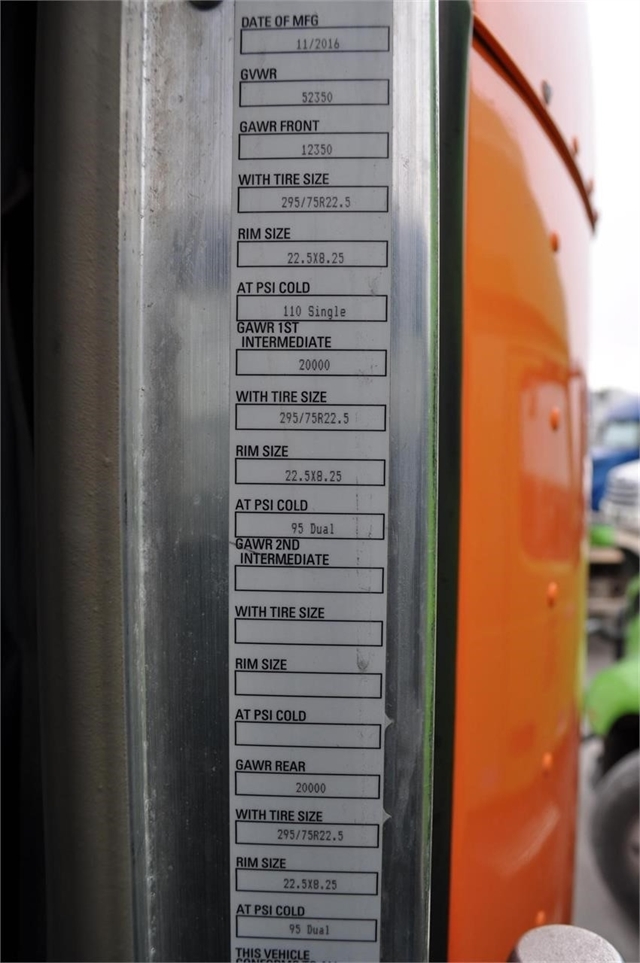 DATE OF MFG
11/2016
GVWR
52350
GAWR FRONT
12350
WITH TIRE SIZE
295/75R22.5
RIM SIZE
22.5X8.25
AT PSI COLD
110 Single
GAWR 1ST
INTERMEDIATE
20000
WITH TIRE SIZE
295/75R22.5
RIM SIZE
22.5X8.25
AT PSI COLD
95 Dual
GAWR 2ND
INTERMEDIATE
WITH TIRE SIZE
RIM SIZE
AT PSI COLD
GAWR REAR
20000
WITH TIRE SIZE
295/75R22.5
RIM SIZE
22.5X8.25
AT PSI COLD
95 Dual
THIS VEHICLE